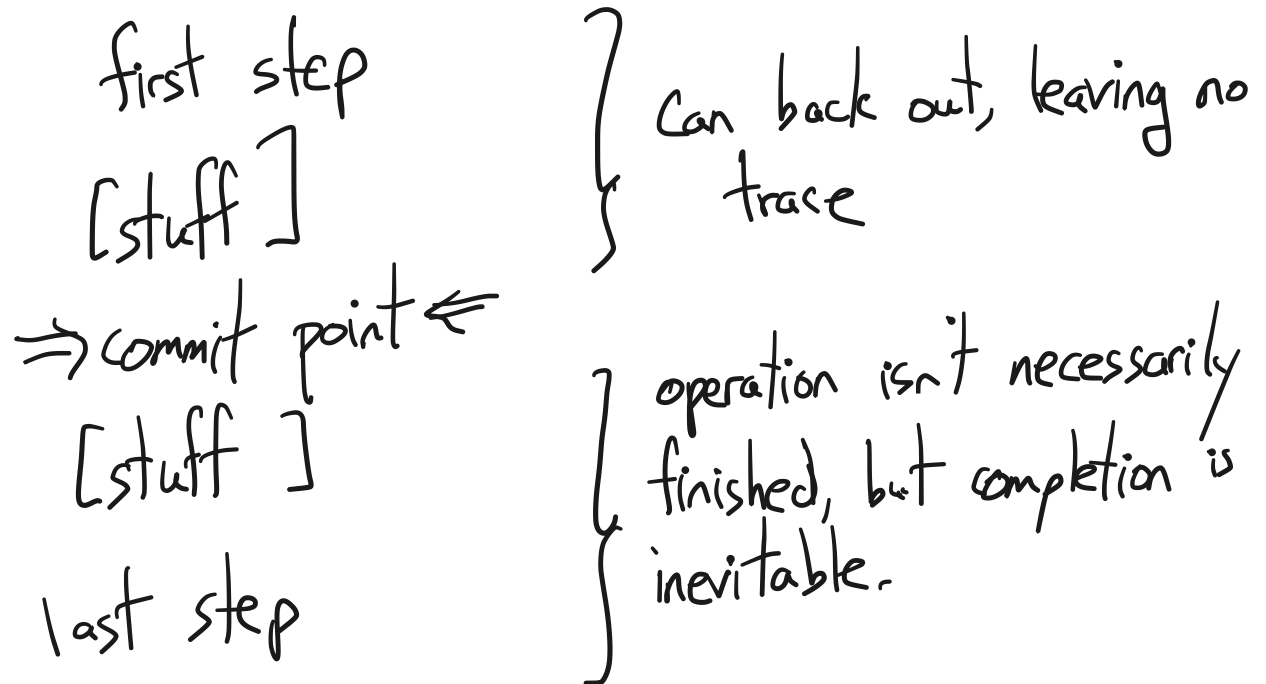 first step
[stuff]
⇒ commit point ⇐
[stuff]
last step
can back out, leaving no
trace
operation isn't necessarily
finished, but completion is
inevitable.